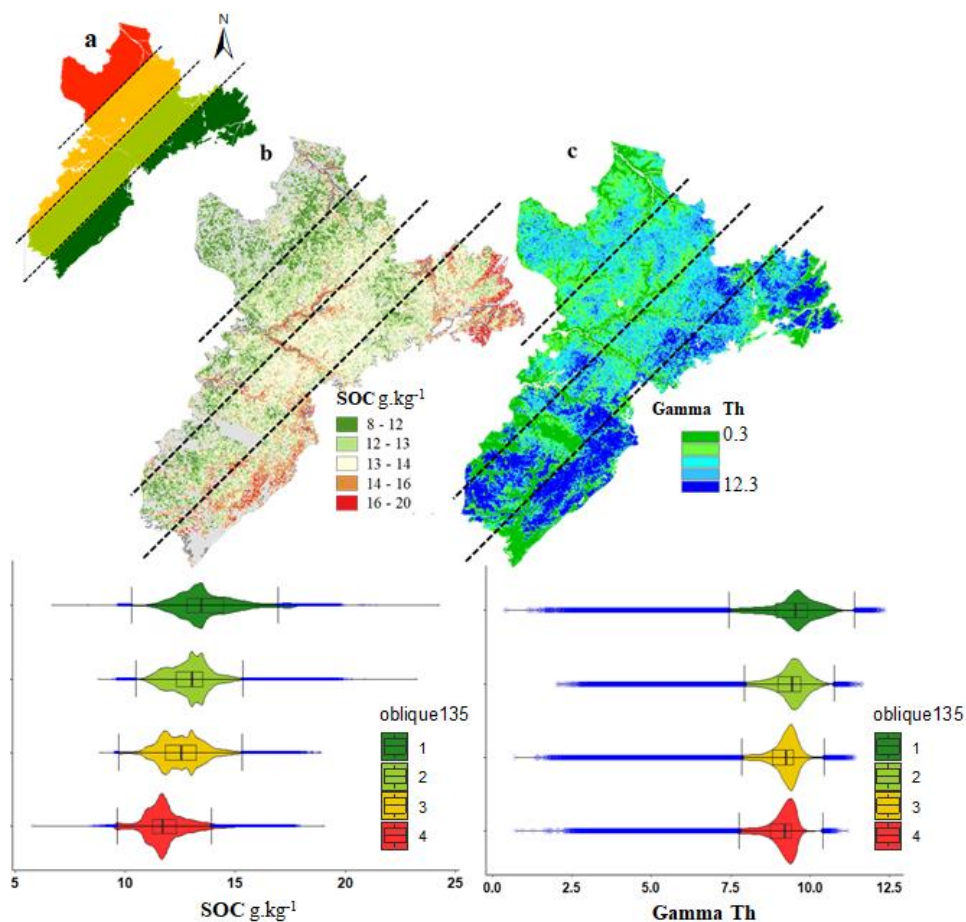 a
N
b
c
SOC g.kg-1
8 - 12
12 - 13
13 - 14
14 - 16
16 - 20
Gamma Th
0.3
12.3
oblique135
1
2
3
4
5 10 15 20 25
SOC g.kg-1
oblique135
1
2
3
4
0.0 2.5 5.0 7.5 10.0 12.5
Gamma Th